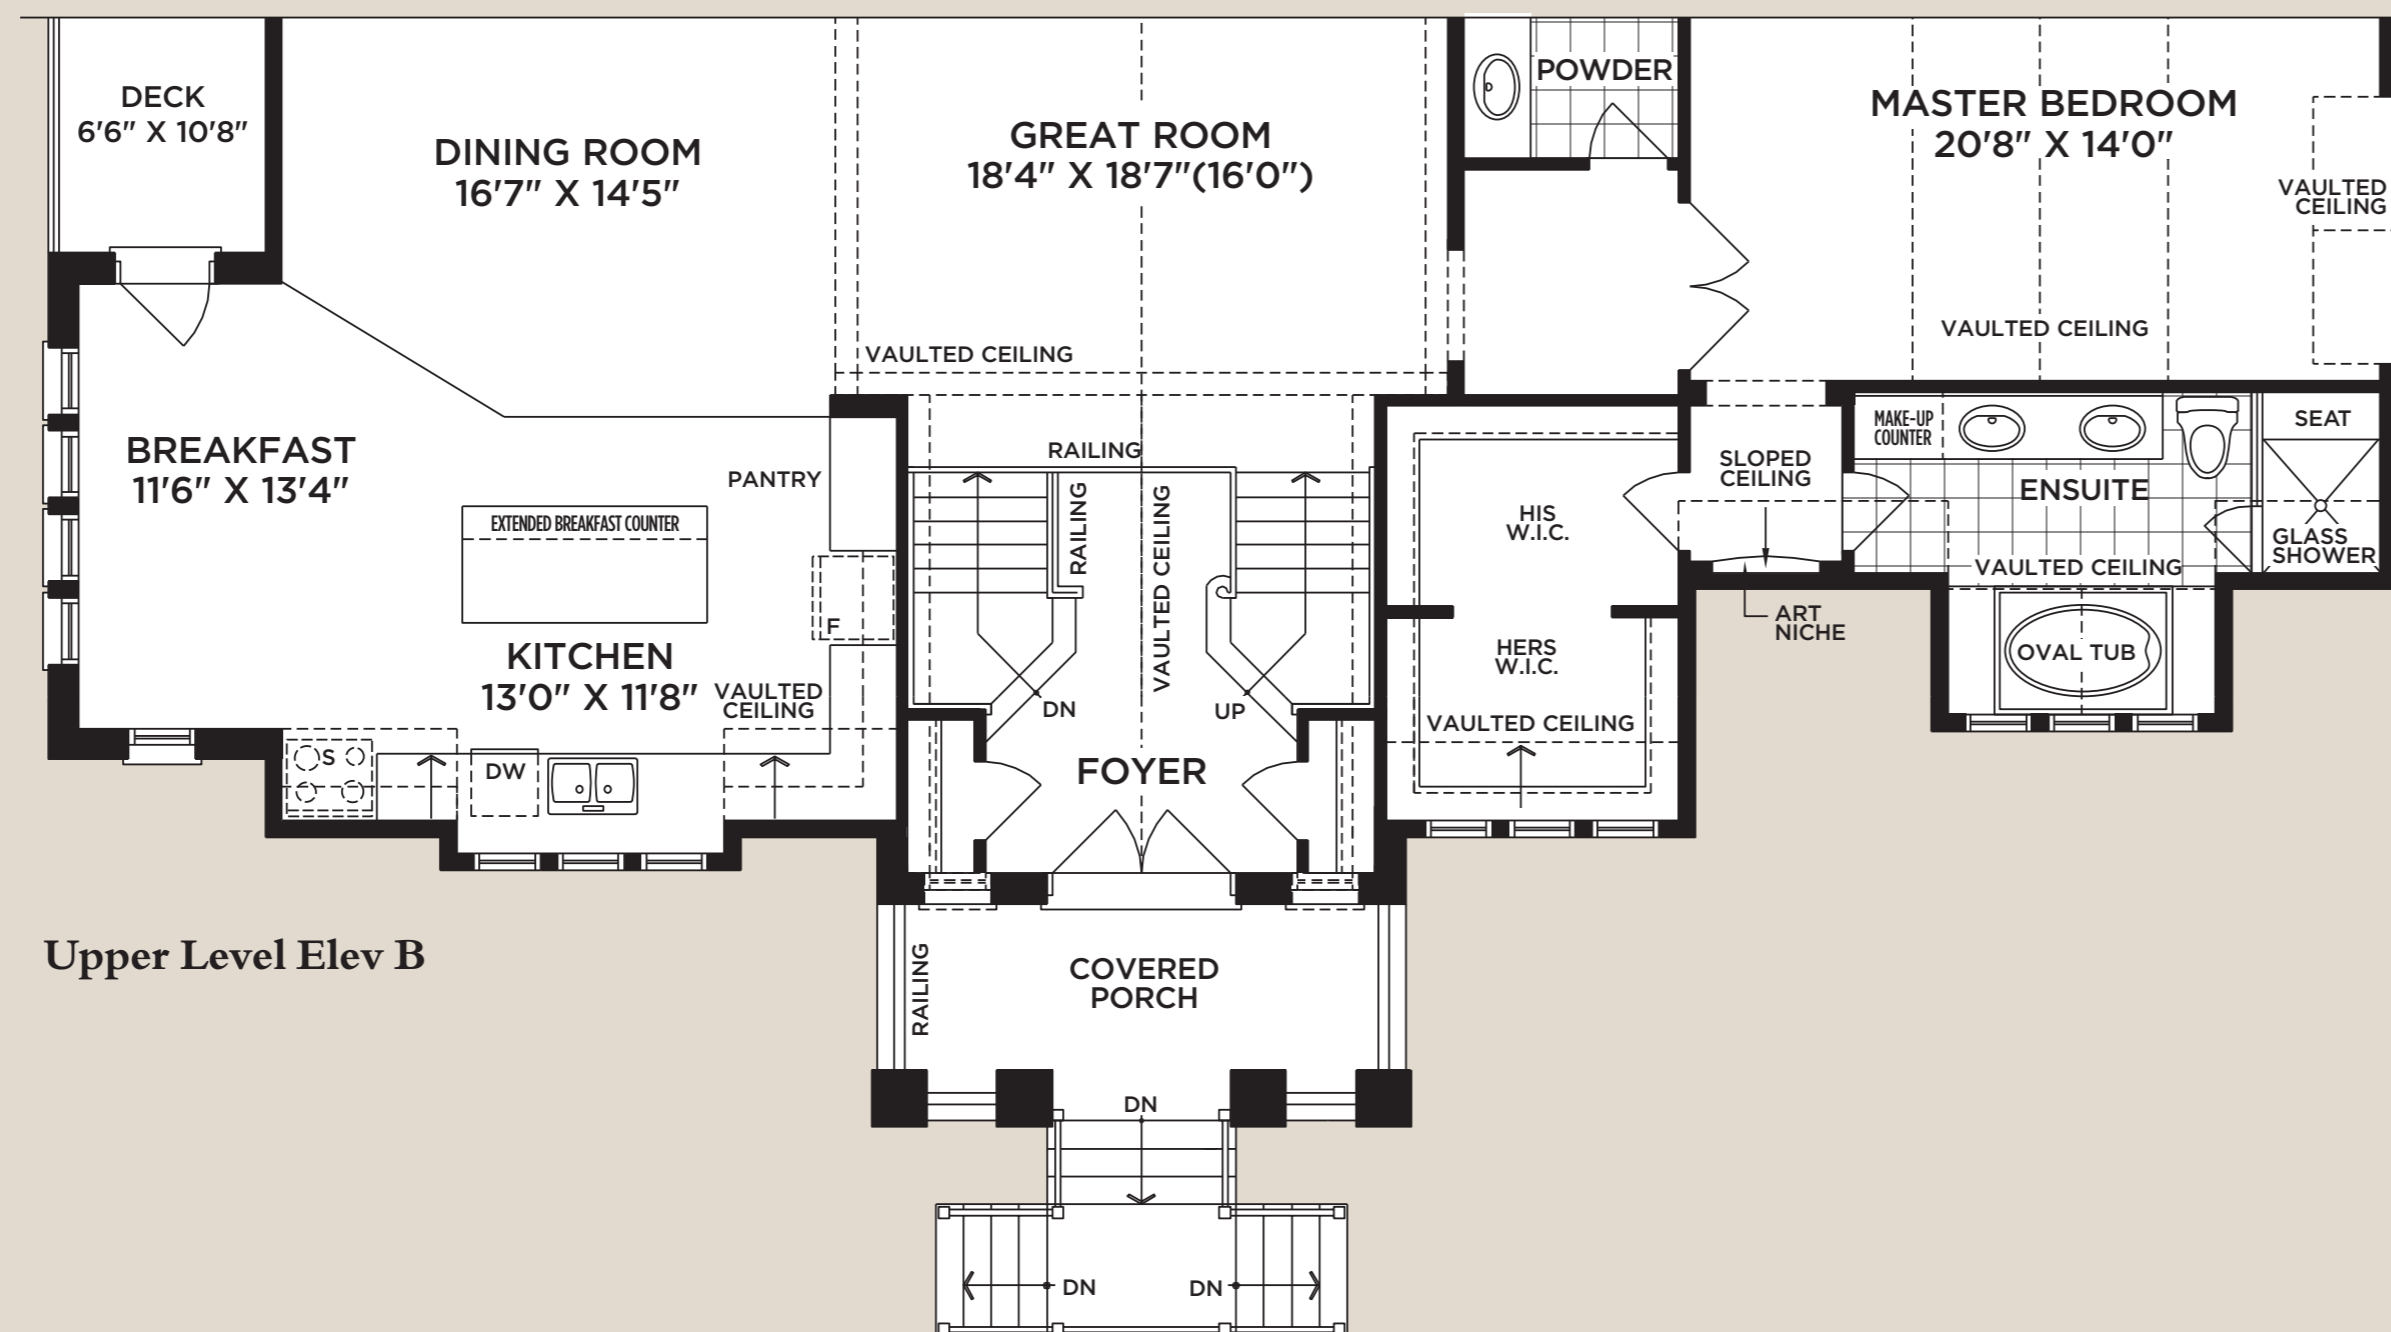 DECK
6'6" X 10'8"
DINING ROOM
16'7" X 14'5"
GREAT ROOM
18'4" X 18'7"(16'0")
POWDER
MASTER BEDROOM
20'8" X 14'0"
VAULTED
CEILING
VAULTED CEILING
VAULTED CEILING
BREAKFAST
11'6" X 13'4"
PANTRY
EXTENDED BREAKFAST COUNTER
F
KITCHEN
13'0" X 11'8"
VAULTED
CEILING
S
DW
RAILING
RAILING
VAULTED CEILING
DN
UP
FOYER
HIS
W.I.C.
HERS
W.I.C.
VAULTED CEILING
SLOPED
CEILING
ART
NICHE
MAKE-UP
COUNTER
ENSUITE
SEAT
GLASS
SHOWER
VAULTED CEILING
OVAL TUB
Upper Level Elev B
RAILING
COVERED
PORCH
DN
DN
DN